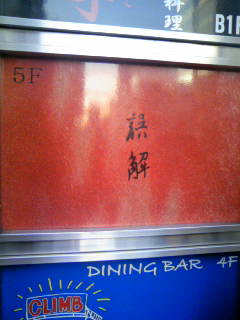 料理
B1F
5F
誤解
DINING BAR 4F
CLIMB